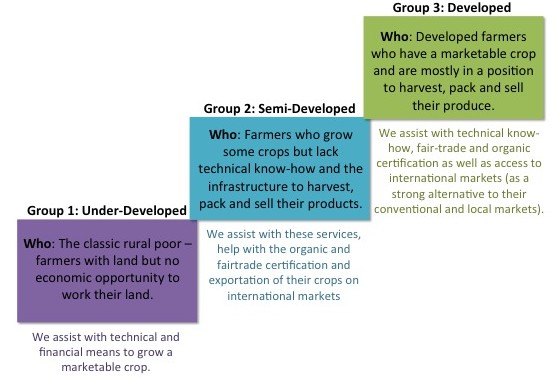 Group 3: Developed
Who: Developed farmers
who have a marketable crop
and are mostly in a position
to harvest, pack and sell
their produce.
We assist with technical know-
how, fair-trade and organic
certification as well as access to
international markets (as a
strong alternative to their
conventional and local markets).
Group 2: Semi-Developed
Who: Farmers who grow
some crops but lack
technical know-how and the
infrastructure to harvest,
pack and sell their products.
We assist with these services,
help with the organic and
fairtrade certification and
exportation of their crops on
international markets
Group 1: Under-Developed
Who: The classic rural poor –
farmers with land but no
economic opportunity to
work their land.
We assist with technical and
financial means to grow a
marketable crop.